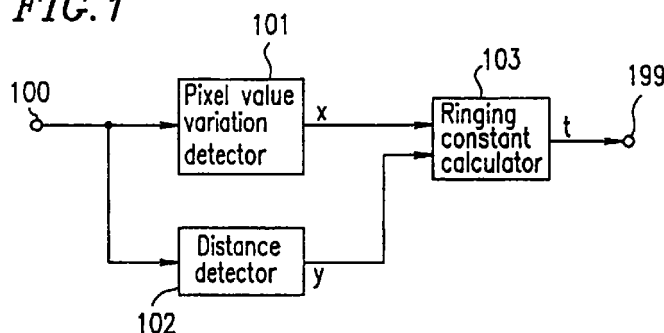 FIG. 1
100
101
Pixel value
variation
detector
x
103
Ringing
constant
calculator
t
199
Distance
detector
y
102